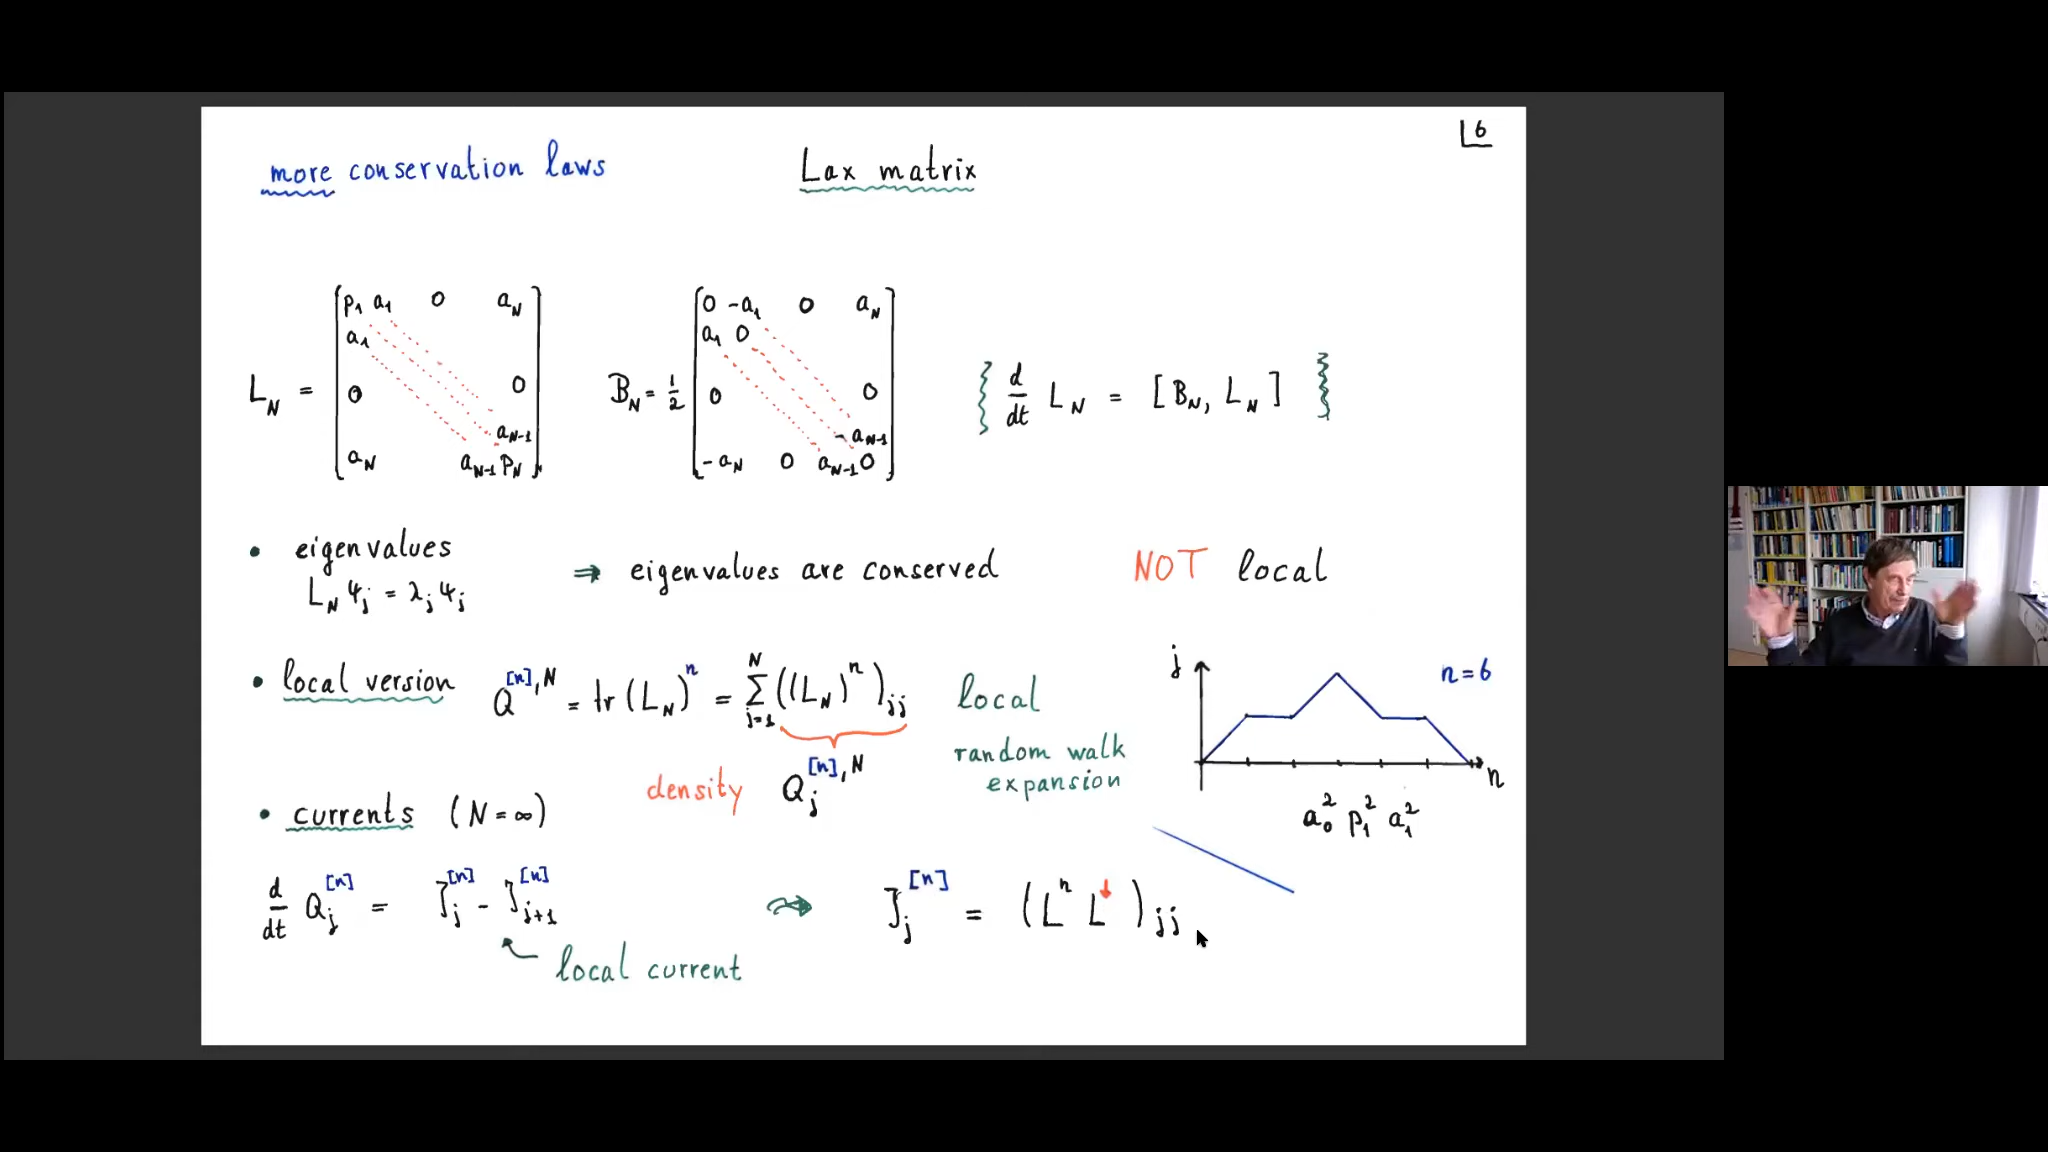 6
more conservation laws Lax matrix
L_N = [ p_1 a_1 0 a_N
a_1
0 0
a_{N-1}
a_N a_{N-1} p_N ]
B_N = 1/2 [ 0 -a_1 0 a_N
a_1 0
0 0
-a_{N-1}
-a_N 0 a_{N-1} 0 ]
{ d/dt L_N = [B_N, L_N] }
• eigenvalues
L_N ψ_j = λ_j ψ_j
⇒ eigenvalues are conserved NOT local
• local version Q^{[n],N} = tr (L_N)^n = Σ_{j=1}^{N} ((L_N)^n)_{jj} local
density Q_j^{[n],N}
random walk
expansion
j
n=6
n
a_0^2 p_1^2 a_1^2
• currents (N=∞)
d/dt Q_j^{[n]} = J_j^{[n]} - J_{j+1}^{[n]}
local current
J_j^{[n]} = (L^n L^↓)_{jj}